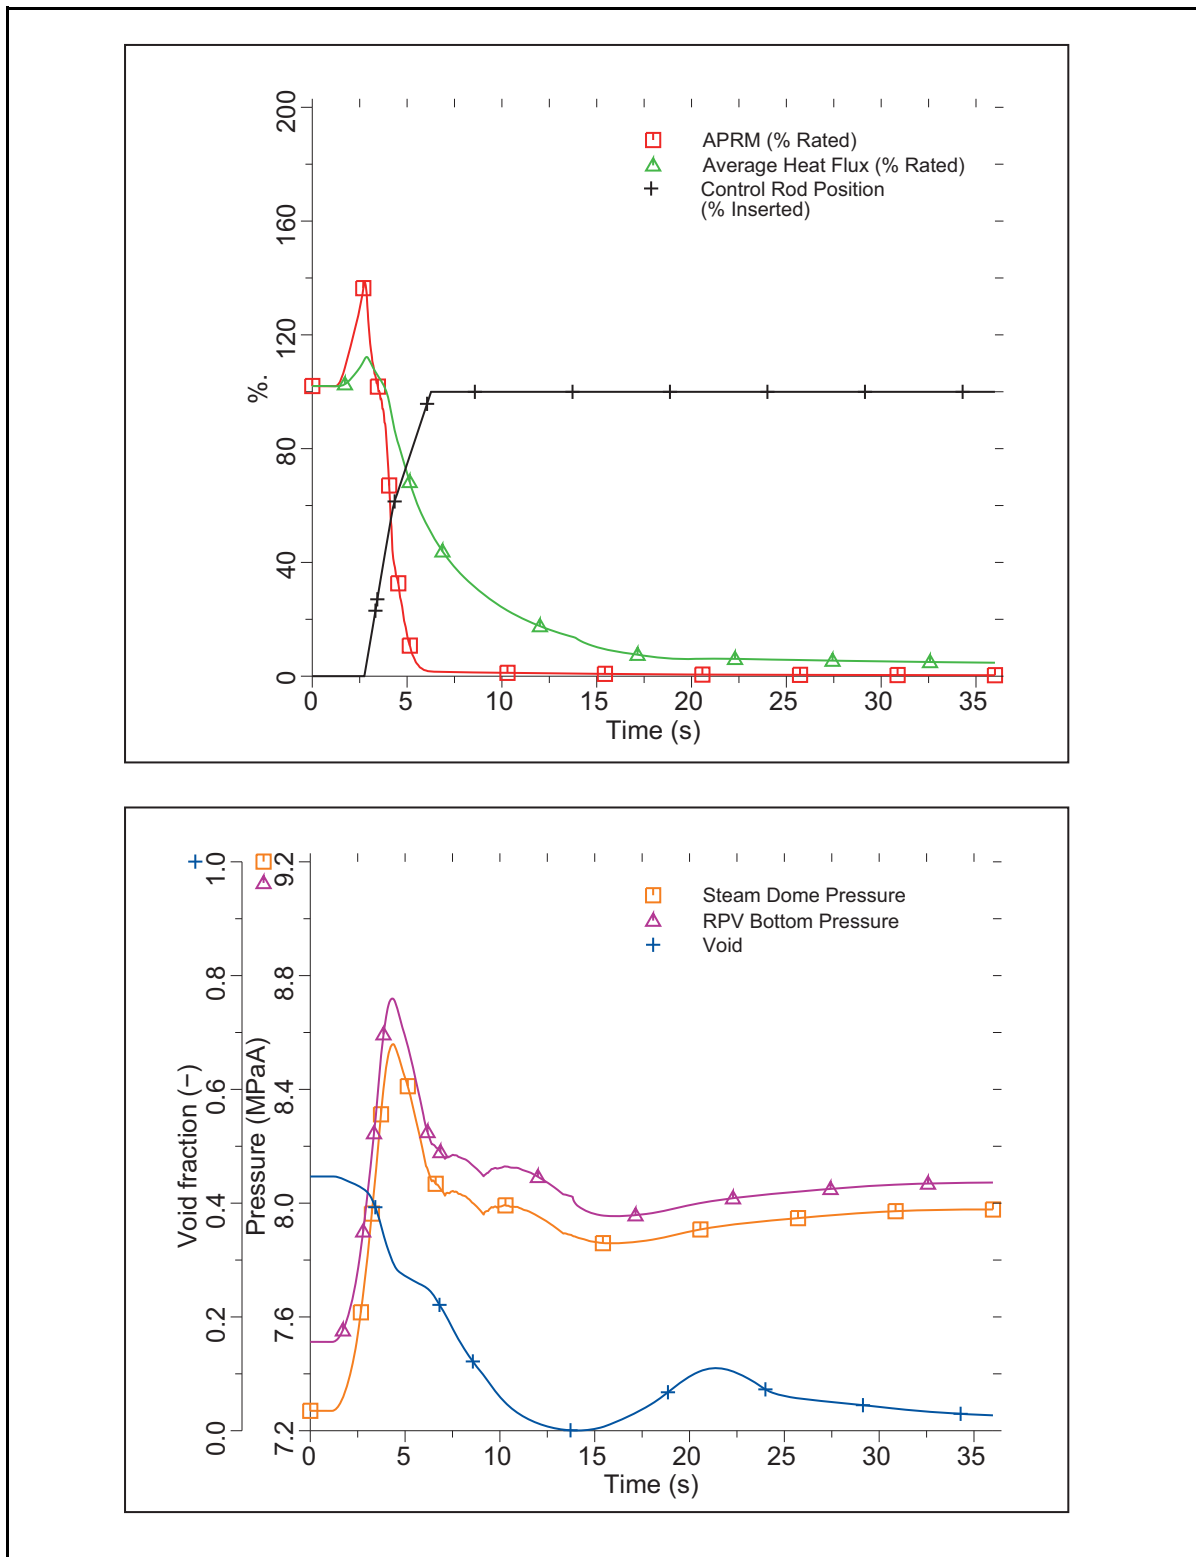 200
160
120
80
40
0
%.
APRM (% Rated)
Average Heat Flux (% Rated)
Control Rod Position
(% Inserted)
0 5 10 15 20 25 30 35
Time (s)
1.0
0.8
0.6
0.4
0.2
0.0
Void fraction (−)
9.2
8.8
8.4
8.0
7.6
7.2
Pressure (MPaA)
Steam Dome Pressure
RPV Bottom Pressure
Void
0 5 10 15 20 25 30 35
Time (s)